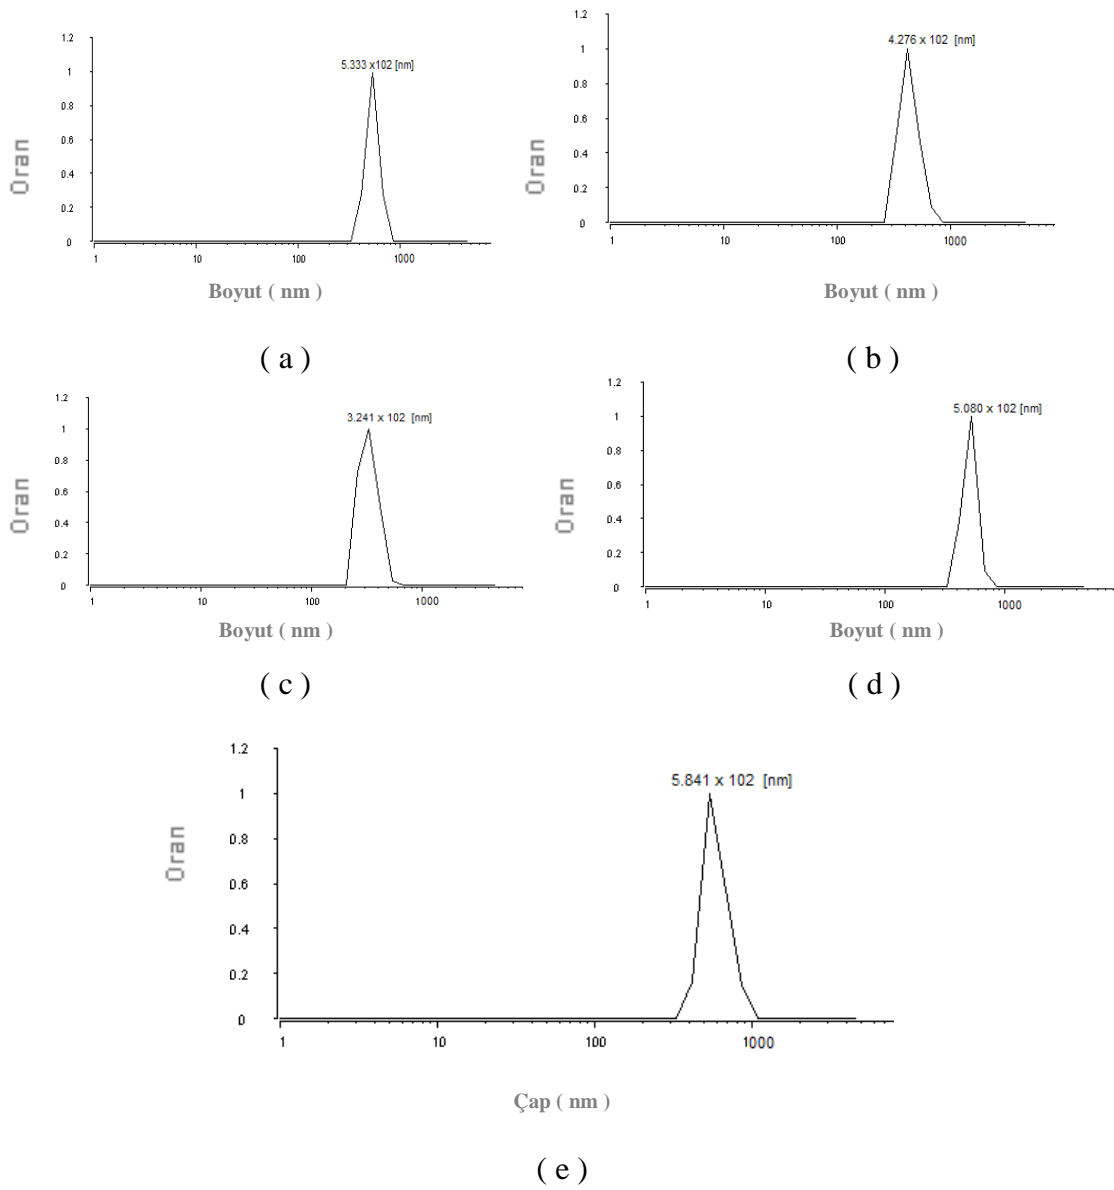 1.2
5.333 x102 [nm]
1
0.8
0.6
0.4
0.2
0
Oran
1 10 100 1000
Boyut ( nm )
( a )
1.2
4.276 x 102 [nm]
1
0.8
0.6
0.4
0.2
0
Oran
1 10 100 1000
Boyut ( nm )
( b )
1.2
3.241 x 102 [nm]
1
0.8
0.6
0.4
0.2
0
Oran
1 10 100 1000
Boyut ( nm )
( c )
1.2
5.080 x 102 [nm]
1
0.8
0.6
0.4
0.2
0
Oran
1 10 100 1000
Boyut ( nm )
( d )
1.2
5.841 x 102 [nm]
1
0.8
0.6
0.4
0.2
0
Oran
1 10 100 1000
Çap ( nm )
( e )